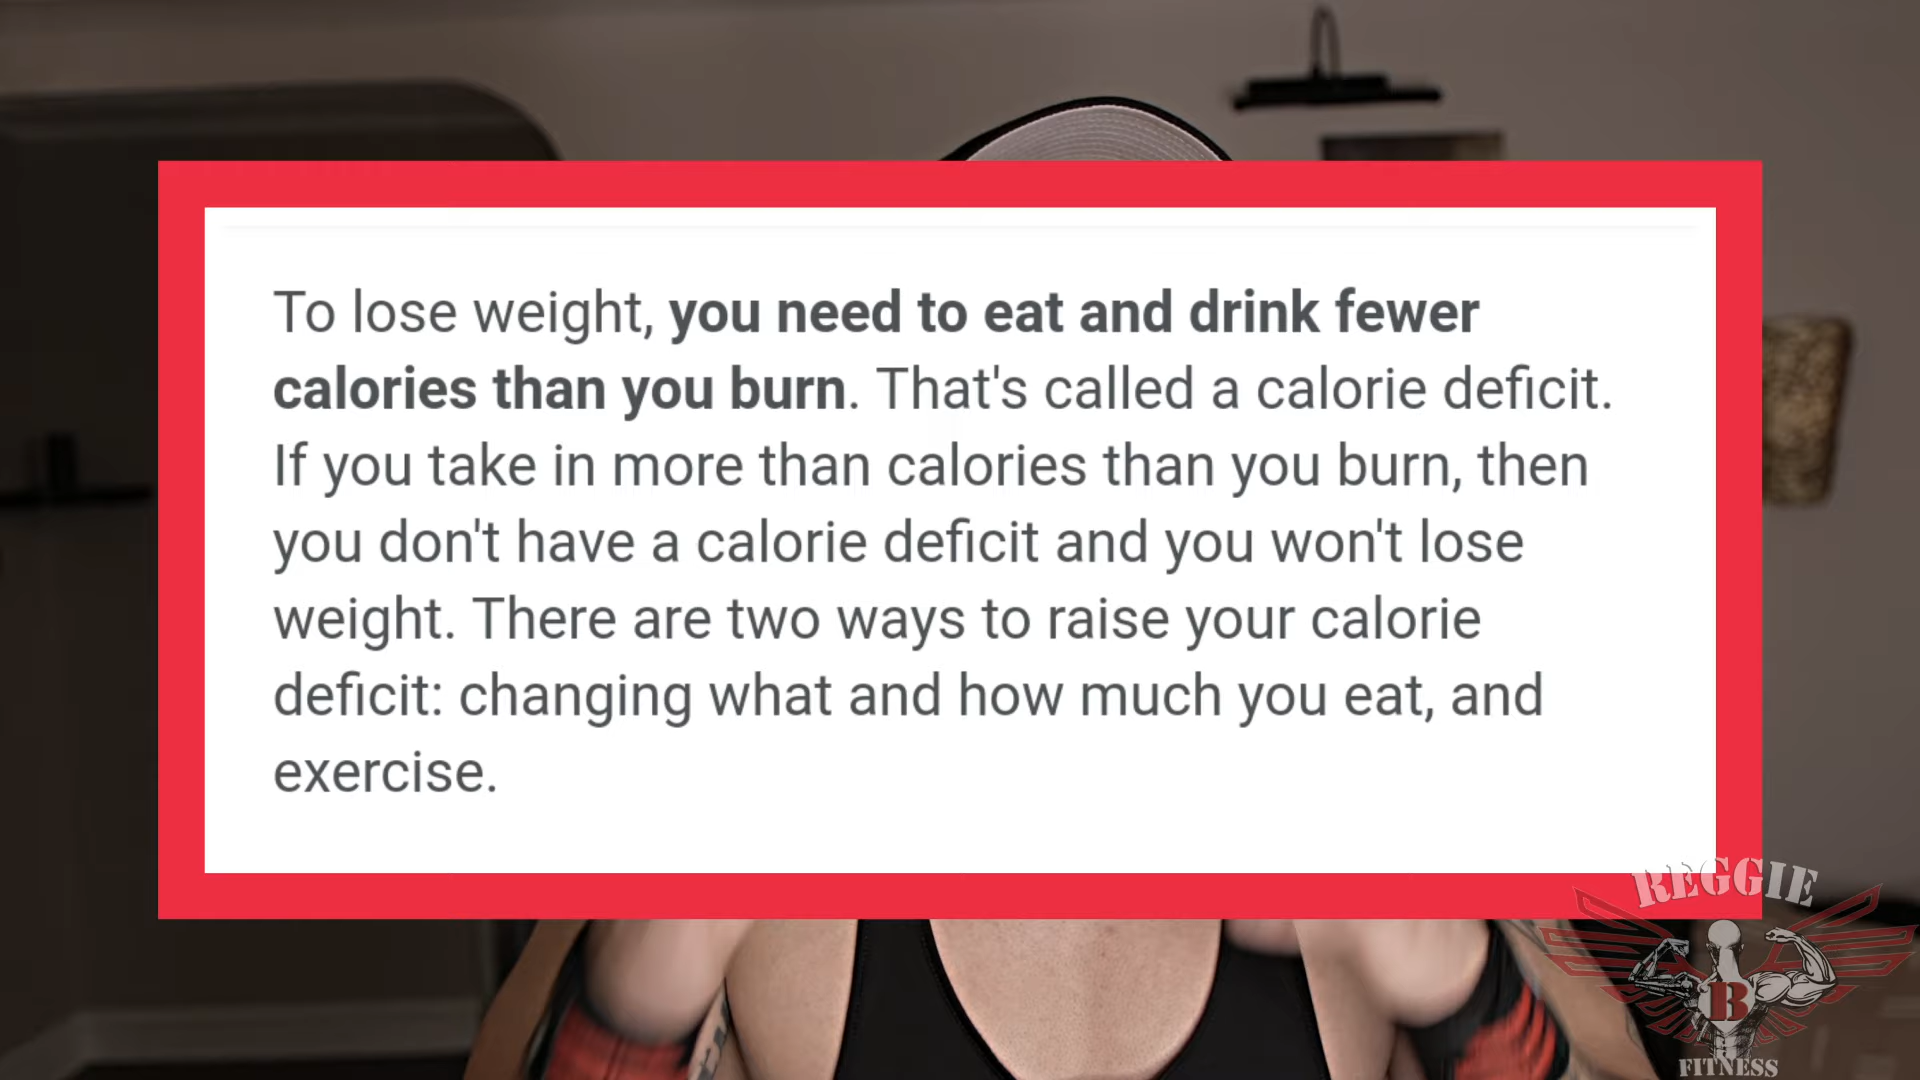 To lose weight, you need to eat and drink fewer
calories than you burn. That's called a calorie deficit.
If you take in more than calories than you burn, then
you don't have a calorie deficit and you won't lose
weight. There are two ways to raise your calorie
deficit: changing what and how much you eat, and
exercise.
REGGIE
B
FITNESS